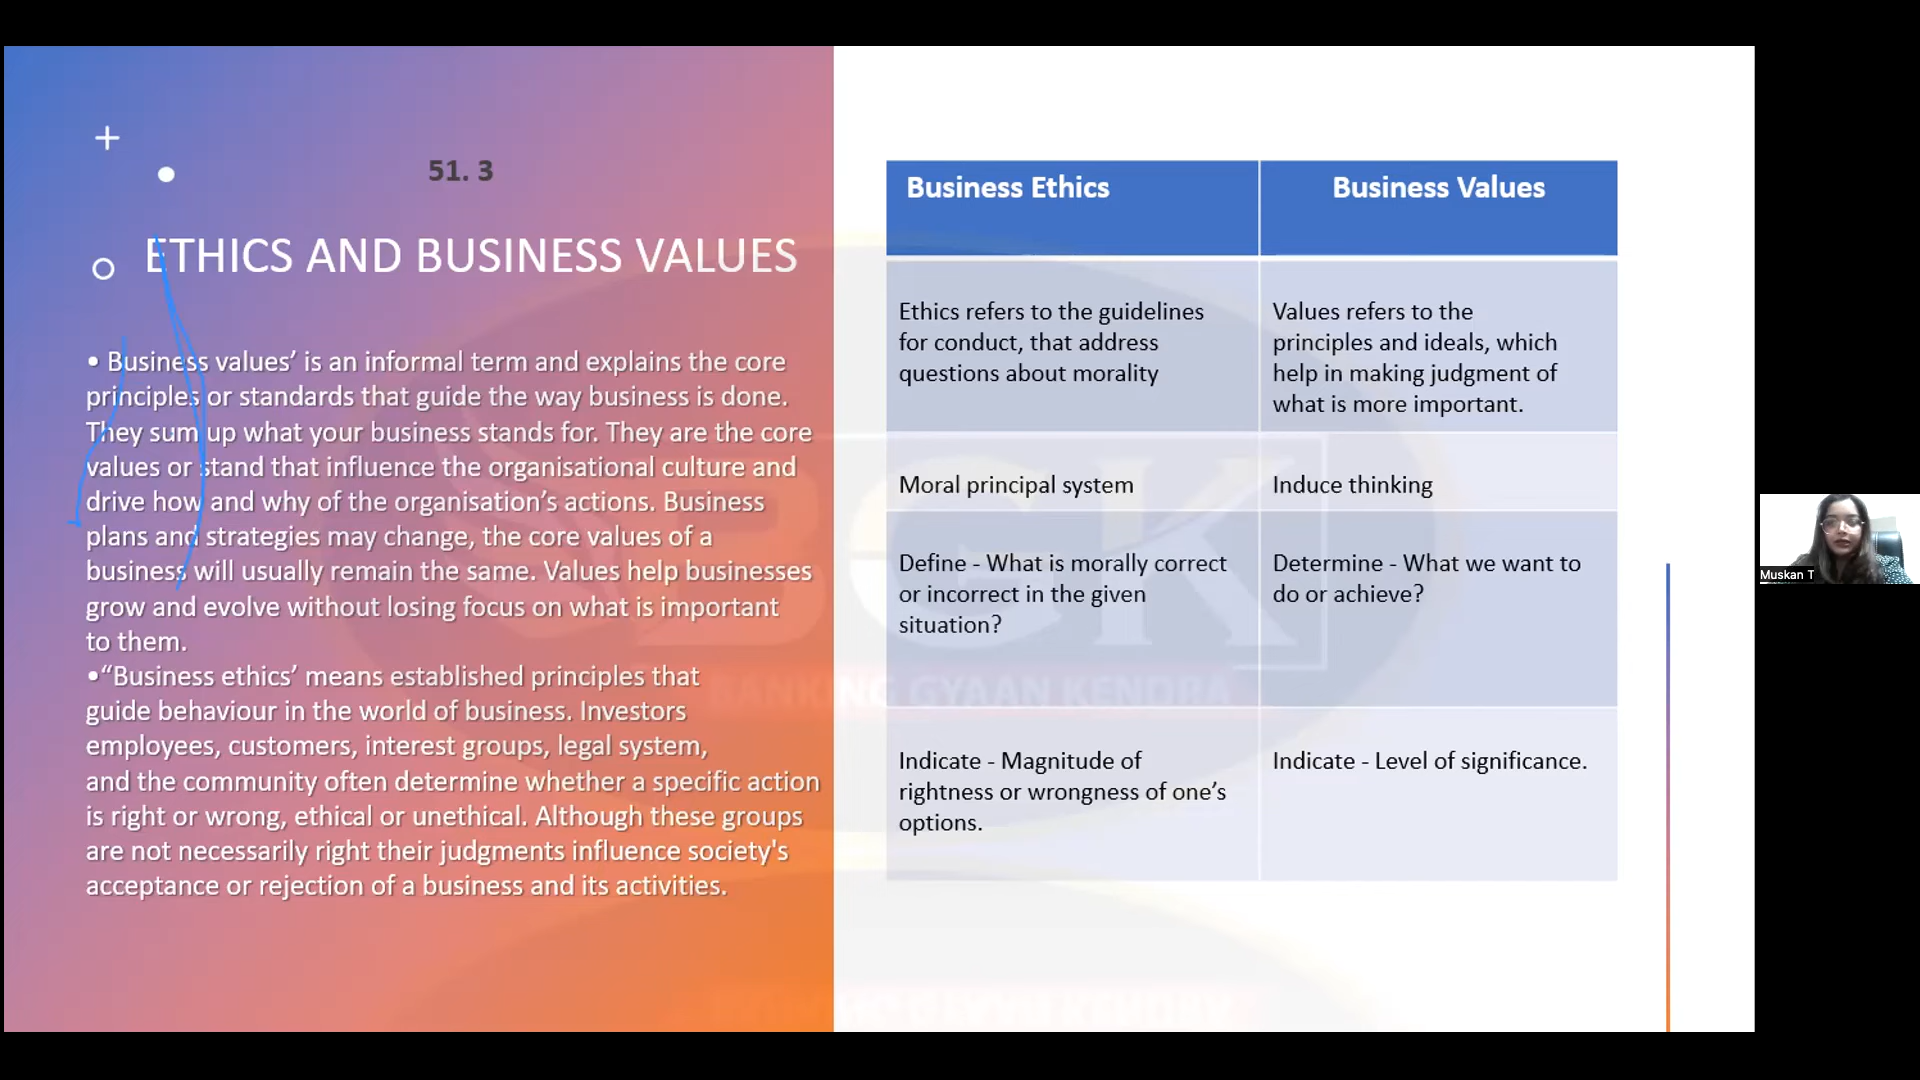 51. 3
ETHICS AND BUSINESS VALUES
• Business values’ is an informal term and explains the core
principles or standards that guide the way business is done.
They sum up what your business stands for. They are the core
values or stand that influence the organisational culture and
drive how and why of the organisation’s actions. Business
plans and strategies may change, the core values of a
business will usually remain the same. Values help businesses
grow and evolve without losing focus on what is important
to them.
•“Business ethics’ means established principles that
guide behaviour in the world of business. Investors
employees, customers, interest groups, legal system,
and the community often determine whether a specific action
is right or wrong, ethical or unethical. Although these groups
are not necessarily right their judgments influence society's
acceptance or rejection of a business and its activities.
Business Ethics
Business Values
Ethics refers to the guidelines
for conduct, that address
questions about morality
Values refers to the
principles and ideals, which
help in making judgment of
what is more important.
Moral principal system
Induce thinking
Define - What is morally correct
or incorrect in the given
situation?
Determine - What we want to
do or achieve?
Indicate - Magnitude of
rightness or wrongness of one’s
options.
Indicate - Level of significance.
BGK
BANKING GYAAN KENDRA
Muskan T